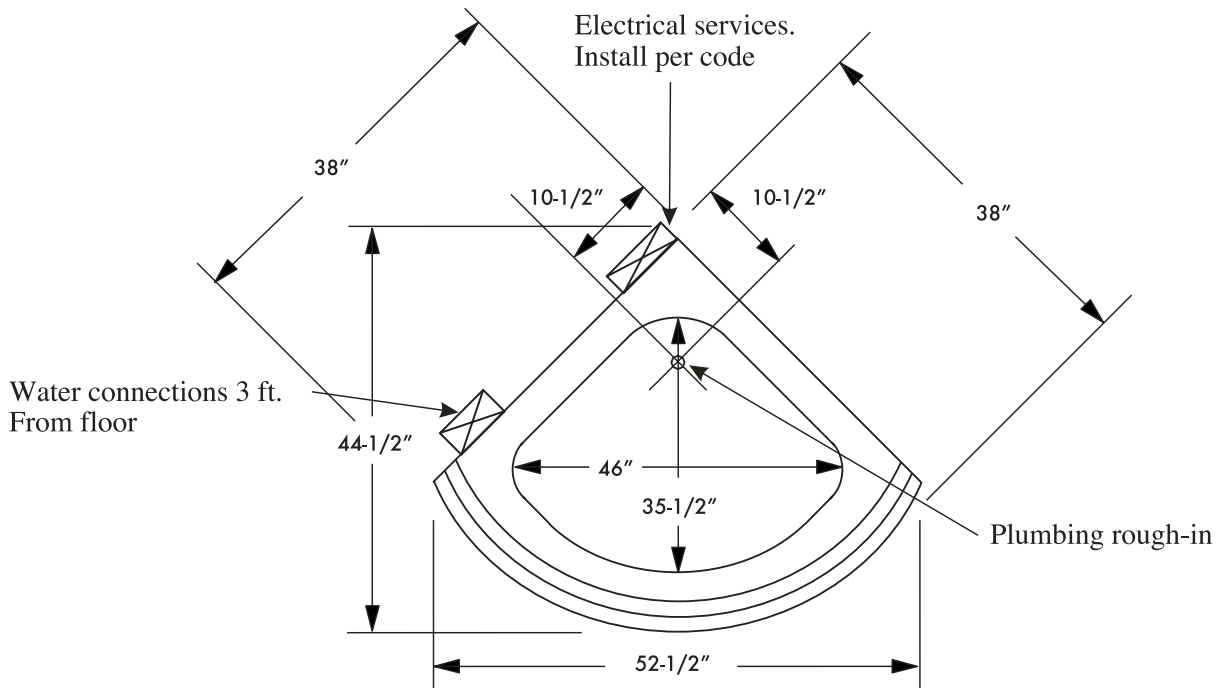 Electrical services.
Install per code
38″
10-1/2″
10-1/2″
38″
Water connections 3 ft.
From floor
44-1/2″
46″
35-1/2″
Plumbing rough-in
52-1/2″